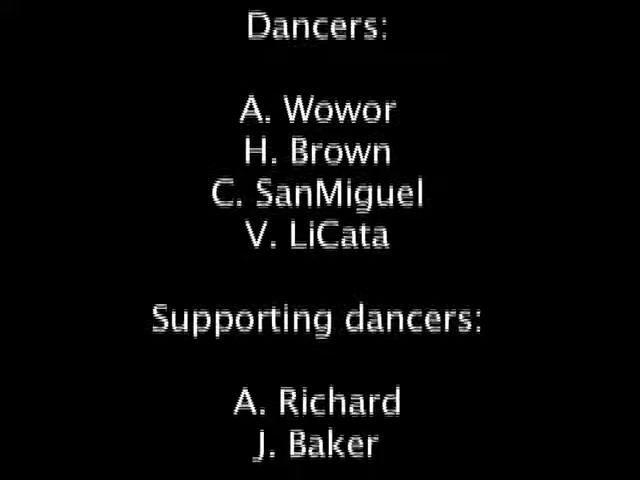 Dancers:
A. Wowor
H. Brown
C. SanMiguel
V. LiCata
Supporting dancers:
A. Richard
J. Baker